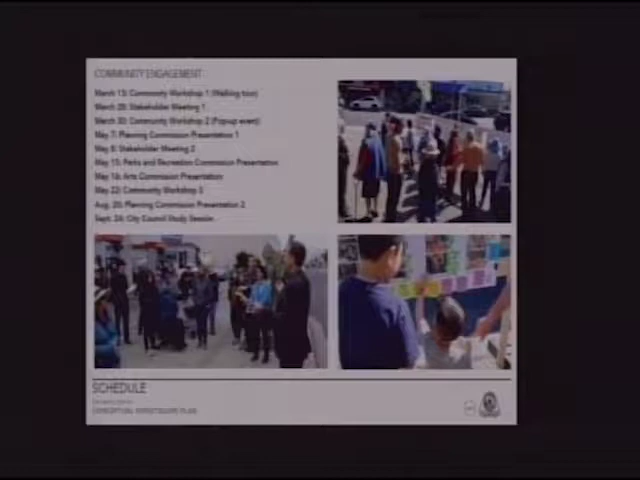 COMMUNITY ENGAGEMENT
March 13: Community Workshop 1 (Walking tour)
March 28: Stakeholder Meeting 1
March 30: Community Workshop 2 (Popup event)
May 7: Planning Commission Presentation 1
May 8: Stakeholder Meeting 2
May 15: Parks and Recreation Commission Presentation
May 16: Arts Commission Presentation
May 22: Community Workshop 3
Aug. 20: Planning Commission Presentation 2
Sept. 24: City Council Study Session
SCHEDULE
CONCEPTUAL STREETSCAPE PLAN